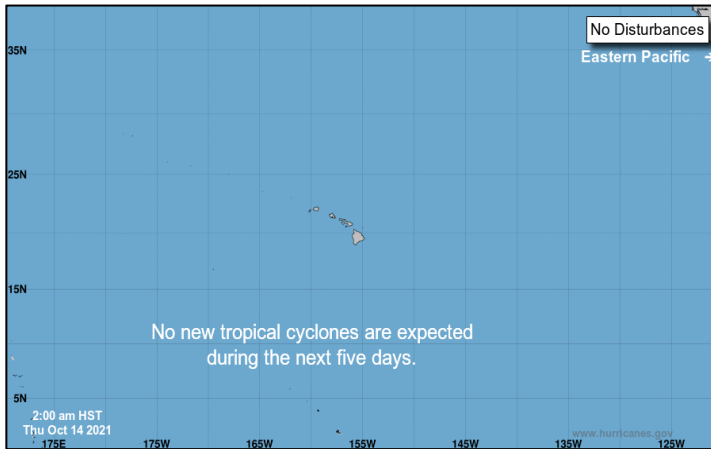 No Disturbances
Eastern Pacific →
35N
25N
15N
No new tropical cyclones are expected
during the next five days.
5N
2:00 am HST
Thu Oct 14 2021
www.hurricanes.gov
175E 175W 165W 155W 145W 135W 125W